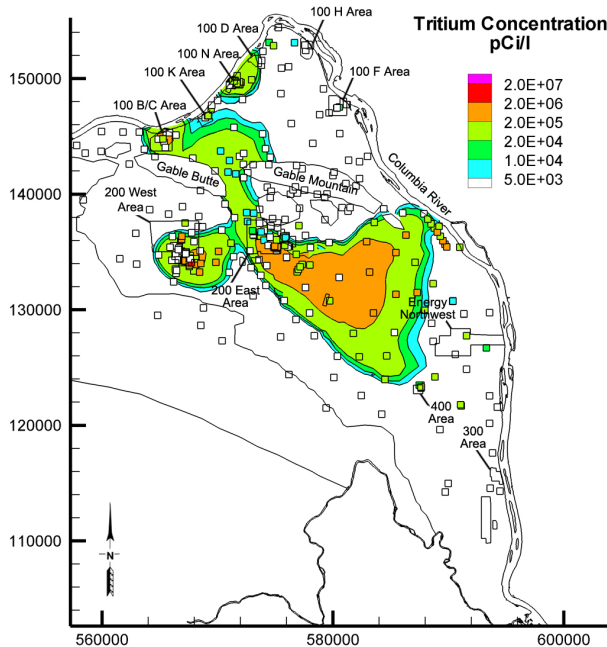 Tritium Concentration
pCi/l
2.0E+07
2.0E+06
2.0E+05
2.0E+04
1.0E+04
5.0E+03
100 H Area
100 D Area
100 N Area
100 K Area
100 F Area
100 B/C Area
Columbia River
Gable Butte
Gable Mountain
200 West
Area
200 East
Area
Energy
Northwest
400
Area
300
Area
N
150000
140000
130000
120000
110000
560000
580000
600000